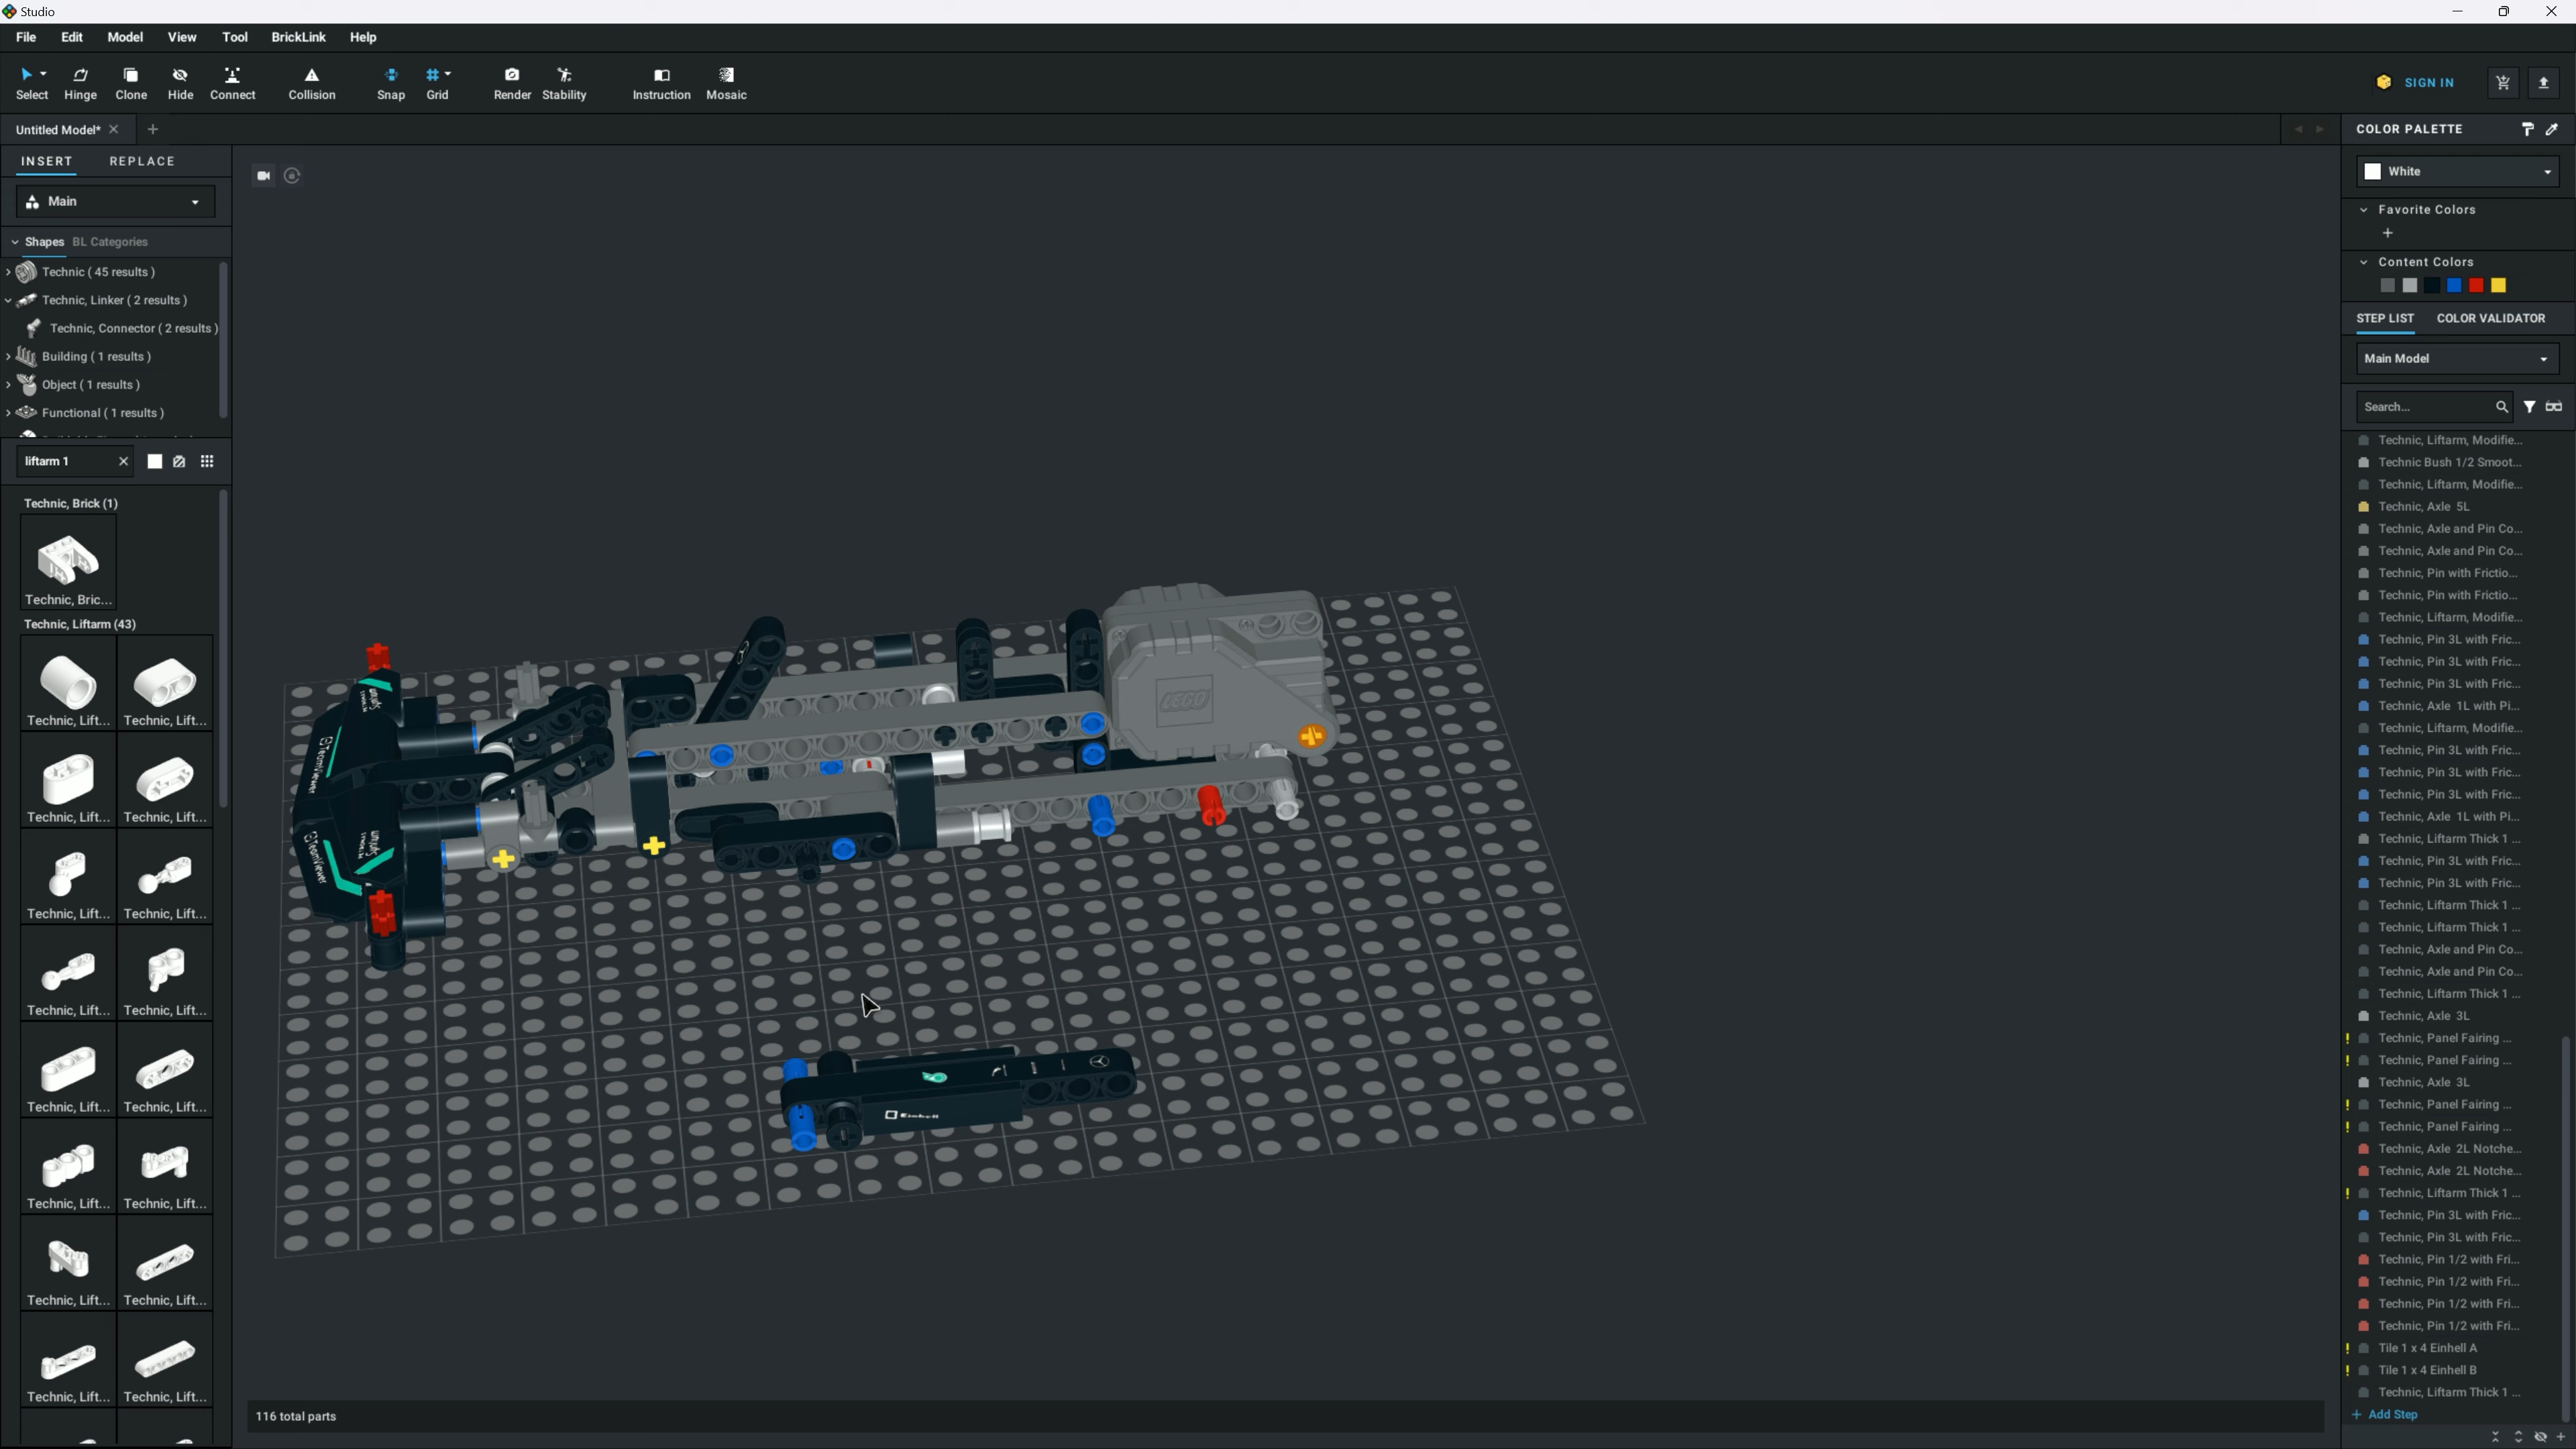 Studio
File Edit Model View Tool BrickLink Help
Select Hinge Clone Hide Connect Collision Snap Grid Render Stability Instruction Mosaic
SIGN IN
Untitled Model*
INSERT REPLACE
Main
Shapes BL Categories
Technic ( 45 results )
Technic, Linker ( 2 results )
Technic, Connector ( 2 results )
Building ( 1 results )
Object ( 1 results )
Functional ( 1 results )
liftarm 1
Technic, Brick (1)
Technic, Bric...
Technic, Liftarm (43)
Technic, Lift... Technic, Lift...
Technic, Lift... Technic, Lift...
Technic, Lift... Technic, Lift...
Technic, Lift... Technic, Lift...
Technic, Lift... Technic, Lift...
Technic, Lift... Technic, Lift...
Technic, Lift... Technic, Lift...
Technic, Lift... Technic, Lift...
TeamViewer
TeamViewer
LEGO
Einhell
116 total parts
COLOR PALETTE
White
Favorite Colors
Content Colors
STEP LIST COLOR VALIDATOR
Main Model
Search...
Technic, Liftarm, Modifie...
Technic Bush 1/2 Smoot...
Technic, Liftarm, Modifie...
Technic, Axle 5L
Technic, Axle and Pin Co...
Technic, Axle and Pin Co...
Technic, Pin with Frictio...
Technic, Pin with Frictio...
Technic, Liftarm, Modifie...
Technic, Pin 3L with Fric...
Technic, Pin 3L with Fric...
Technic, Pin 3L with Fric...
Technic, Axle 1L with Pi...
Technic, Liftarm, Modifie...
Technic, Pin 3L with Fric...
Technic, Pin 3L with Fric...
Technic, Pin 3L with Fric...
Technic, Axle 1L with Pi...
Technic, Liftarm Thick 1 ...
Technic, Pin 3L with Fric...
Technic, Pin 3L with Fric...
Technic, Liftarm Thick 1 ...
Technic, Liftarm Thick 1 ...
Technic, Axle and Pin Co...
Technic, Axle and Pin Co...
Technic, Liftarm Thick 1 ...
Technic, Axle 3L
! Technic, Panel Fairing ...
! Technic, Panel Fairing ...
Technic, Axle 3L
! Technic, Panel Fairing ...
! Technic, Panel Fairing ...
Technic, Axle 2L Notche...
Technic, Axle 2L Notche...
! Technic, Liftarm Thick 1 ...
Technic, Pin 3L with Fric...
Technic, Pin 3L with Fric...
Technic, Pin 1/2 with Fri...
Technic, Pin 1/2 with Fri...
Technic, Pin 1/2 with Fri...
Technic, Pin 1/2 with Fri...
! Tile 1 x 4 Einhell A
! Tile 1 x 4 Einhell B
Technic, Liftarm Thick 1 ...
+ Add Step